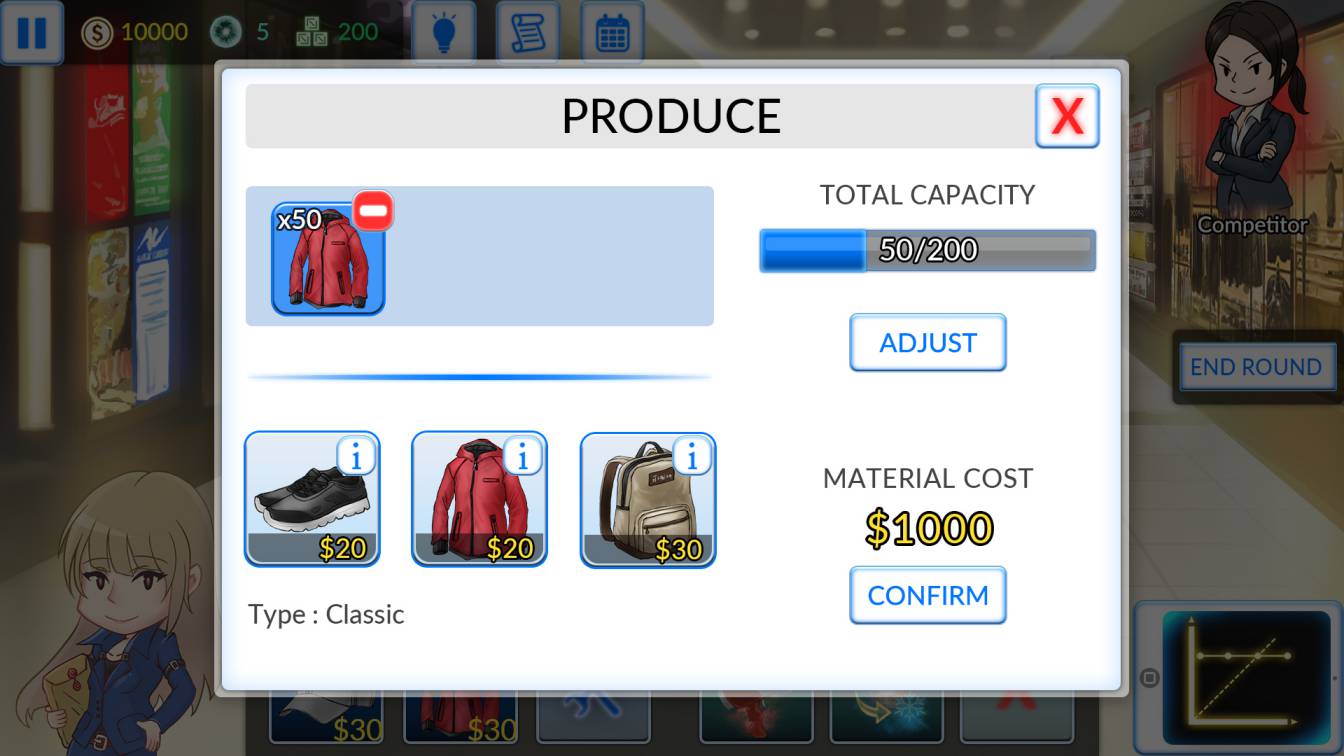 $ 10000 5 200
PRODUCE
X
x50
TOTAL CAPACITY
50/200
Competitor
ADJUST
END ROUND
i i i
$20 $20 $30
MATERIAL COST
$1000
CONFIRM
Type : Classic
$30 $30